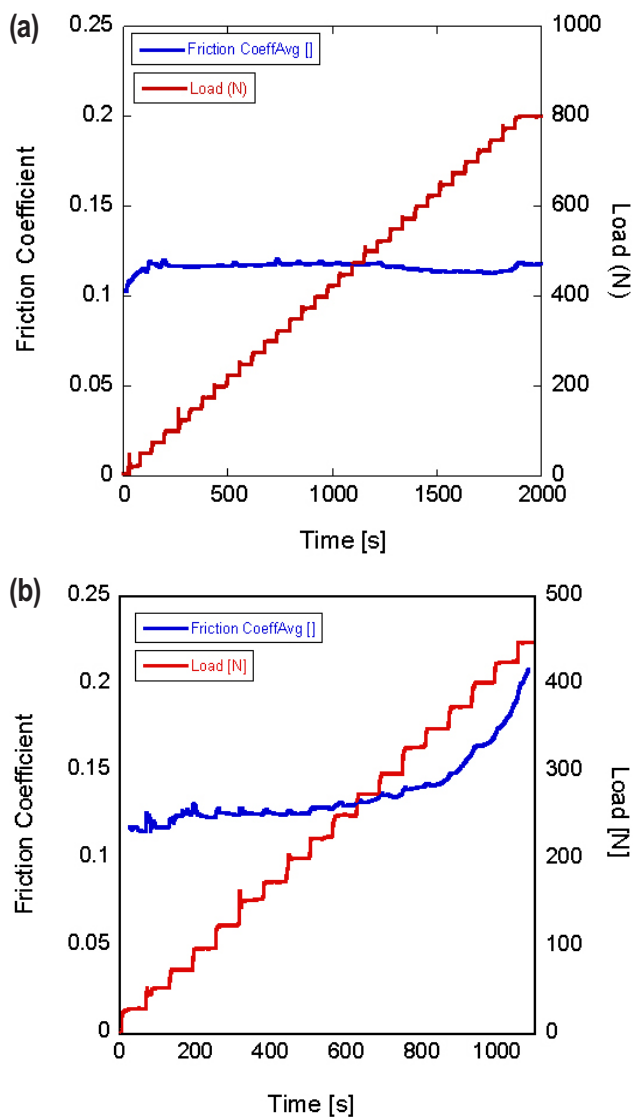 (a)
0.25
0.2
0.15
0.1
0.05
0
Friction Coefficient
Friction CoeffAvg []
Load (N)
1000
800
600
400
200
0
Load (N)
0
500
1000
1500
2000
Time [s]
(b)
0.25
0.2
0.15
0.1
0.05
0
Friction Coefficient
Friction CoeffAvg []
Load [N]
500
400
300
200
100
0
Load [N]
0
200
400
600
800
1000
Time [s]